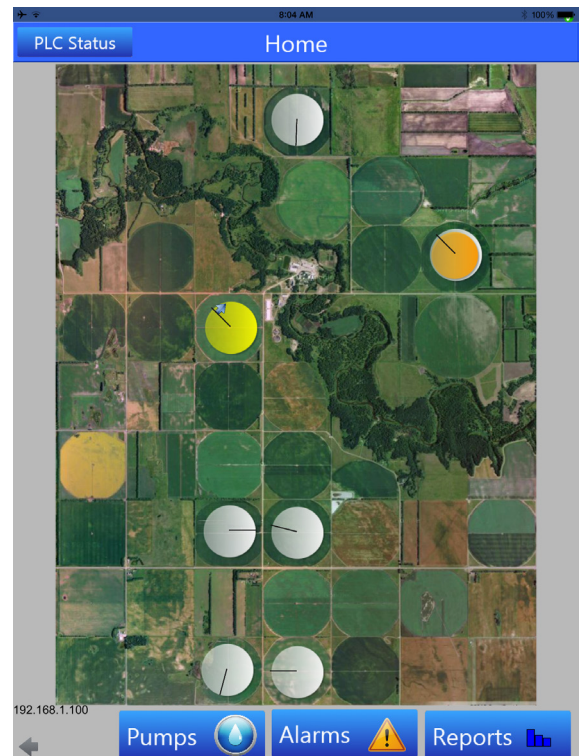 8:04 AM
100%
PLC Status
Home
192.168.1.100
Pumps
Alarms
Reports